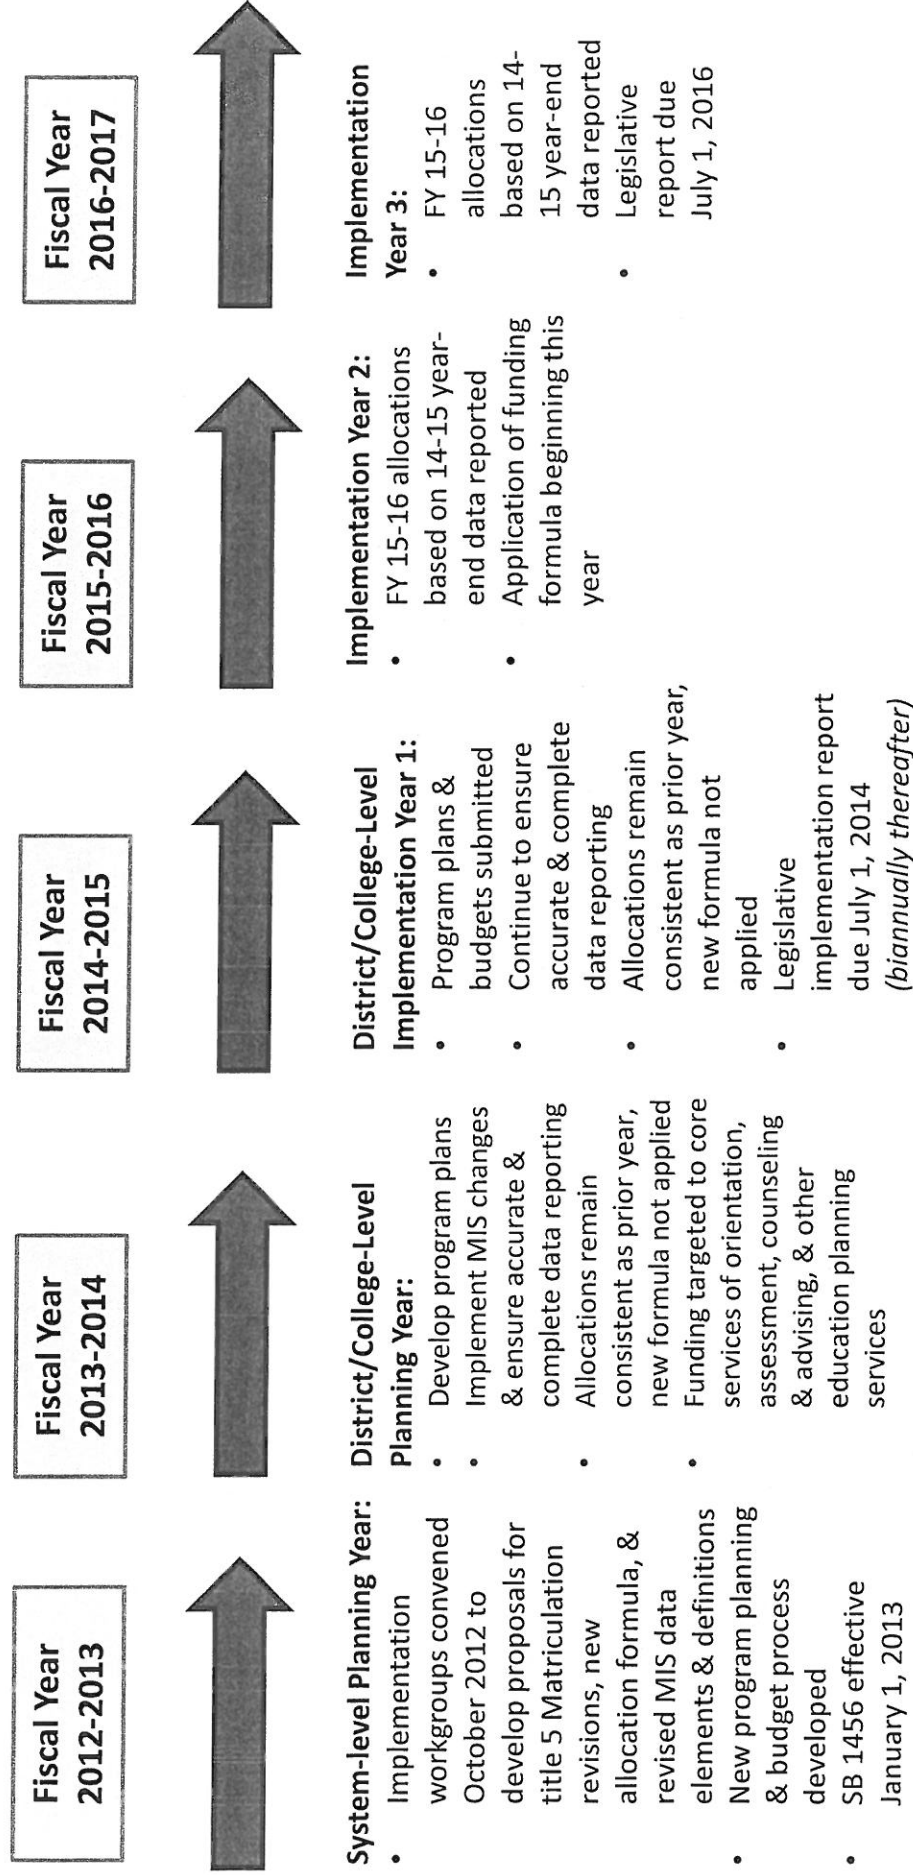 Fiscal Year
2012-2013
System-level Planning Year:
• Implementation
workgroups convened
October 2012 to
develop proposals for
title 5 Matriculation
revisions, new
allocation formula, &
revised MIS data
elements & definitions
• New program planning
& budget process
developed
• SB 1456 effective
January 1, 2013
Fiscal Year
2013-2014
District/College-Level
Planning Year:
• Develop program plans
• Implement MIS changes
& ensure accurate &
complete data reporting
• Allocations remain
consistent as prior year,
new formula not applied
• Funding targeted to core
services of orientation,
assessment, counseling
& advising, & other
education planning
services
Fiscal Year
2014-2015
District/College-Level
Implementation Year 1:
• Program plans &
budgets submitted
• Continue to ensure
accurate & complete
data reporting
• Allocations remain
consistent as prior year,
new formula not
applied
• Legislative
implementation report
due July 1, 2014
(biannually thereafter)
Fiscal Year
2015-2016
Implementation Year 2:
• FY 15-16 allocations
based on 14-15 year-
end data reported
• Application of funding
formula beginning this
year
Fiscal Year
2016-2017
Implementation
Year 3:
• FY 15-16
allocations
based on 14-
15 year-end
data reported
• Legislative
report due
July 1, 2016